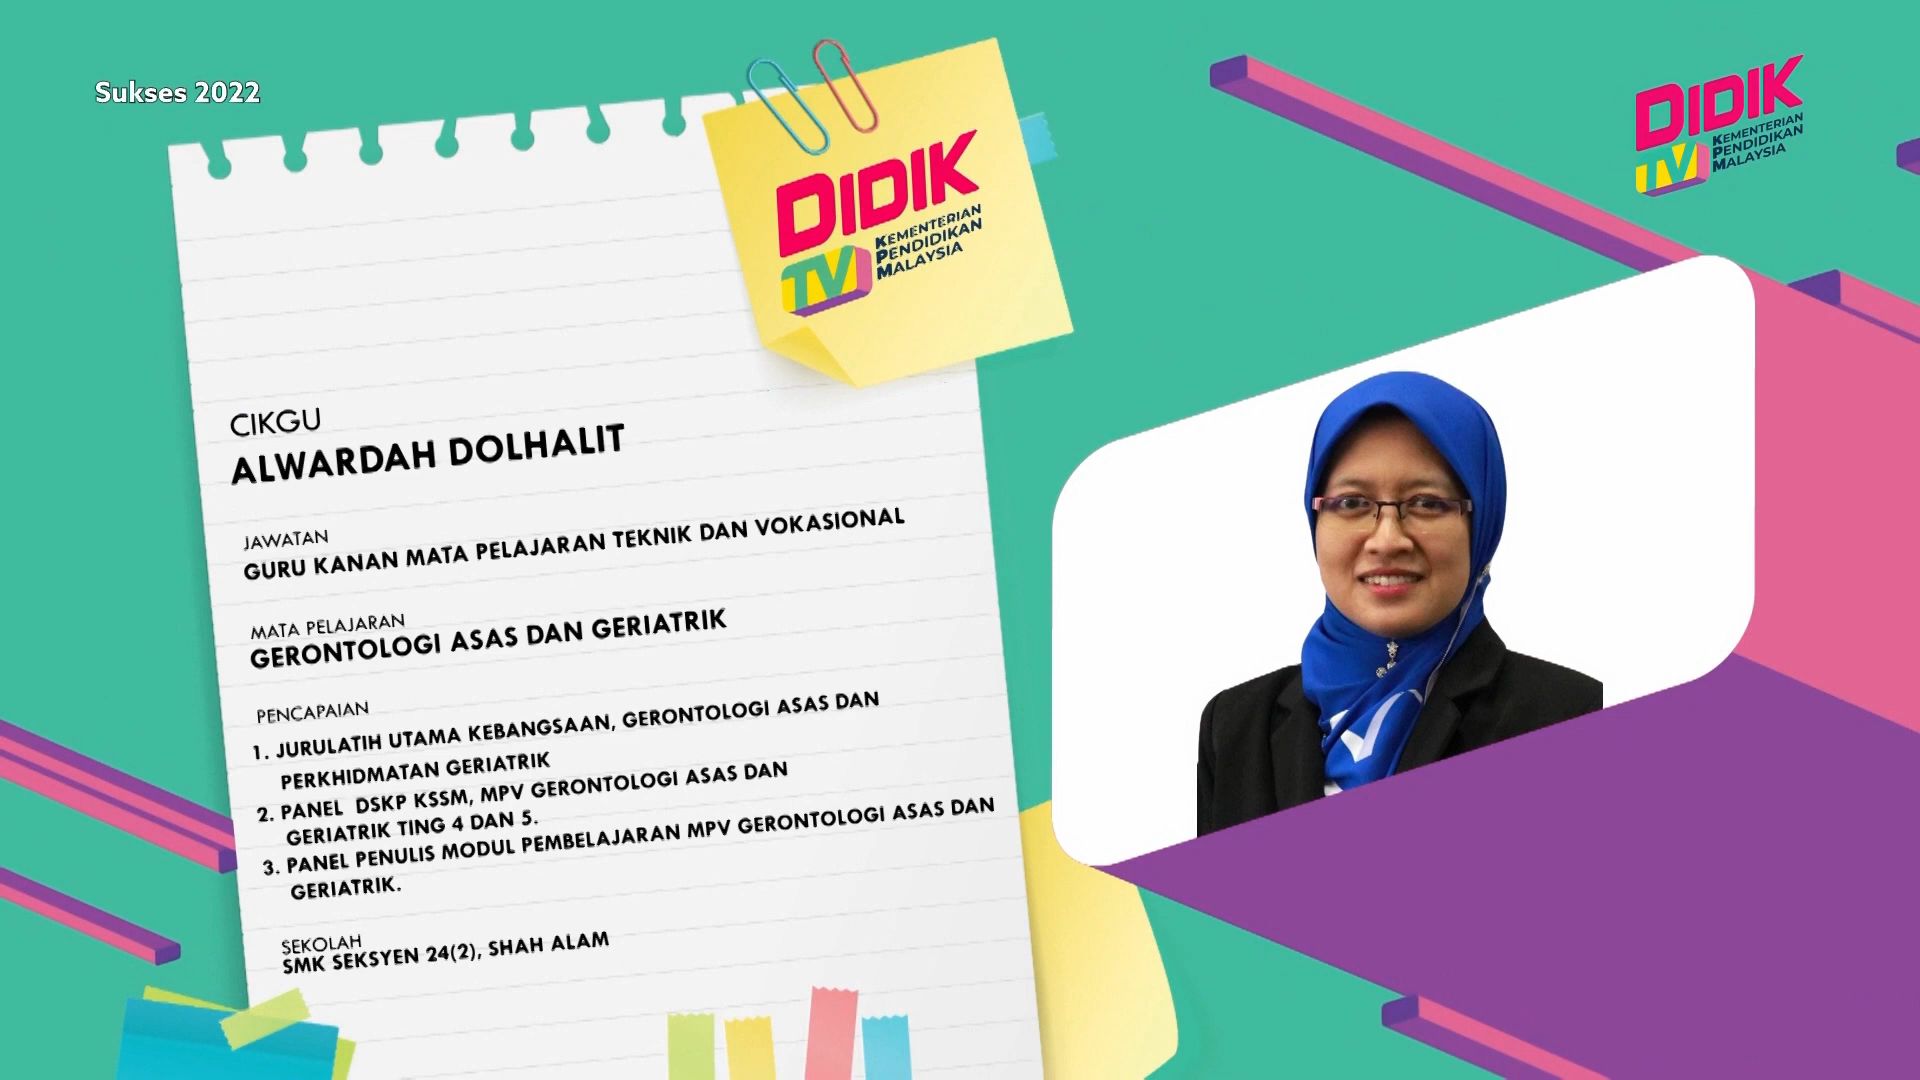 Sukses 2022
DIDIK
TV
KEMENTERIAN
PENDIDIKAN
MALAYSIA
DIDIK
TV
KEMENTERIAN
PENDIDIKAN
MALAYSIA
CIKGU
ALWARDAH DOLHALIT
JAWATAN
GURU KANAN MATA PELAJARAN TEKNIK DAN VOKASIONAL
MATA PELAJARAN
GERONTOLOGI ASAS DAN GERIATRIK
PENCAPAIAN
1. JURULATIH UTAMA KEBANGSAAN, GERONTOLOGI ASAS DAN
PERKHIDMATAN GERIATRIK
2. PANEL DSKP KSSM, MPV GERONTOLOGI ASAS DAN
GERIATRIK TING 4 DAN 5.
3. PANEL PENULIS MODUL PEMBELAJARAN MPV GERONTOLOGI ASAS DAN
GERIATRIK.
SEKOLAH
SMK SEKSYEN 24(2), SHAH ALAM